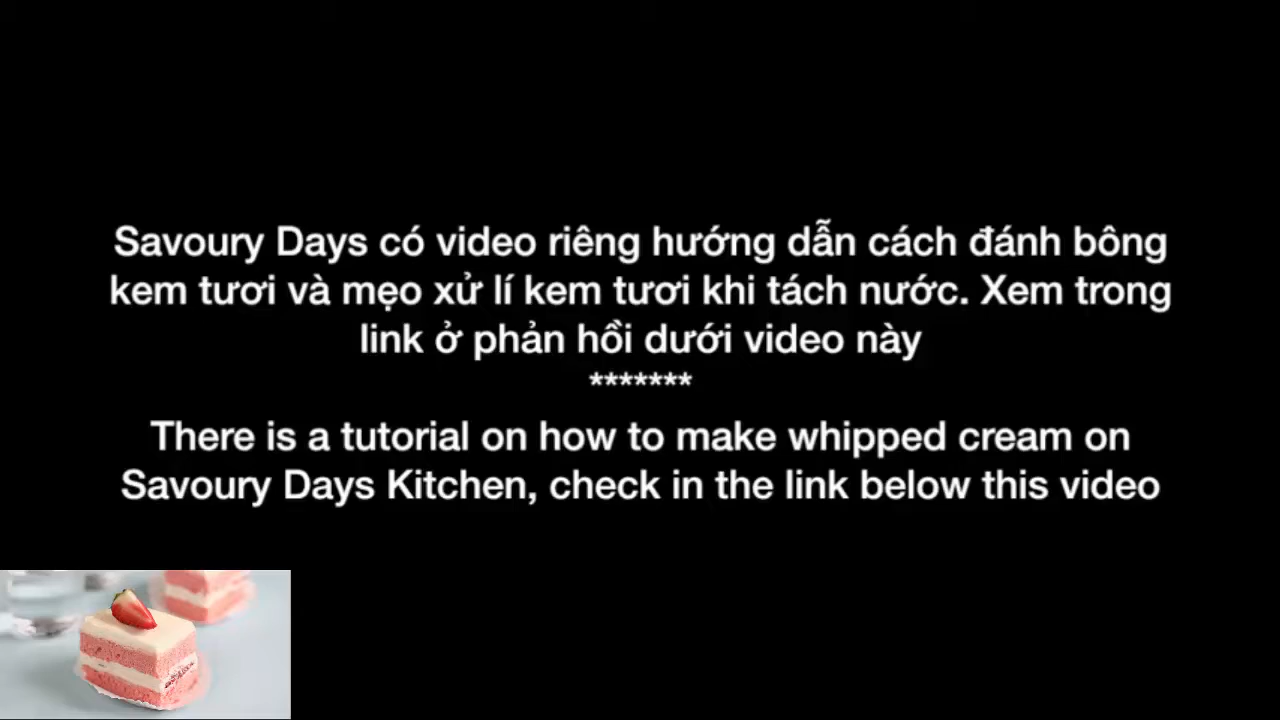 Savoury Days có video riêng hướng dẫn cách đánh bông
kem tươi và mẹo xử lí kem tươi khi tách nước. Xem trong
link ở phản hồi dưới video này
*******
There is a tutorial on how to make whipped cream on
Savoury Days Kitchen, check in the link below this video